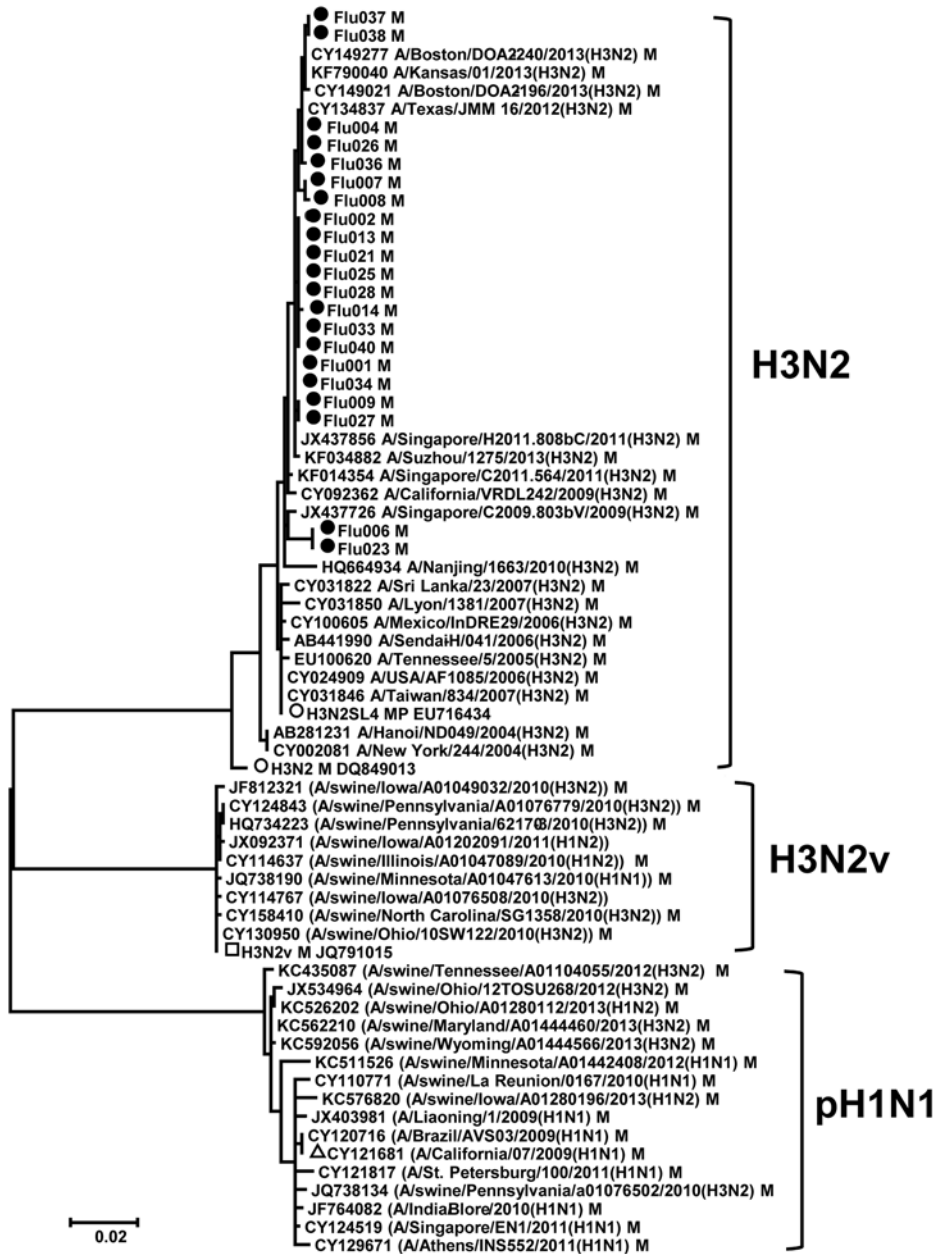 Flu037 M
Flu038 M
CY149277 A/Boston/DOA2-2240/2013(H3N2) M
KF790040 A/Kansas/01/2013(H3N2) M
CY149021 A/Boston/DOA2-2196/2013(H3N2) M
CY134837 A/Texas/JMM 16/2012(H3N2) M
Flu004 M
Flu026 M
Flu036 M
Flu007 M
Flu008 M
Flu002 M
Flu013 M
Flu021 M
Flu025 M
Flu028 M
Flu014 M
Flu033 M
Flu040 M
Flu001 M
Flu034 M
Flu009 M
Flu027 M
JX437856 A/Singapore/H2011.808bC/2011(H3N2) M
KF034882 A/Suzhou/1275/2013(H3N2) M
KF014354 A/Singapore/C2011.564/2011(H3N2) M
CY092362 A/California/VRDL242/2009(H3N2) M
JX437726 A/Singapore/C2009.803bV/2009(H3N2) M
Flu006 M
Flu023 M
HQ664934 A/Nanjing/1663/2010(H3N2) M
CY031822 A/Sri Lanka/23/2007(H3N2) M
CY031850 A/Lyon/1381/2007(H3N2) M
CY100605 A/Mexico/InDRE29/2006(H3N2) M
AB441990 A/Sendai-H/041/2006(H3N2) M
EU100620 A/Tennessee/5/2005(H3N2) M
CY024909 A/USA/AF1085/2006(H3N2) M
CY031846 A/Taiwan/834/2007(H3N2) M
H3N2SL4 MP EU716434
AB281231 A/Hanoi/ND049/2004(H3N2) M
CY002081 A/New York/244/2004(H3N2) M
H3N2 M DQ849013
H3N2
JF812321 (A/swine/Iowa/A01049032/2010(H3N2)) M
CY124843 (A/swine/Pennsylvania/A01076779/2010(H3N2)) M
HQ734223 (A/swine/Pennsylvania/62170-3/2010(H3N2)) M
JX092371 (A/swine/Iowa/A01202091/2011(H1N2))
CY114637 (A/swine/Illinois/A01047089/2010(H1N2)) M
JQ738190 (A/swine/Minnesota/A01047613/2010(H1N1)) M
CY114767 (A/swine/Iowa/A01076508/2010(H3N2))
CY158410 (A/swine/North Carolina/SG1358/2010(H3N2)) M
CY130950 (A/swine/Ohio/10SW122/2010(H3N2)) M
H3N2v M JQ791015
H3N2v
KC435087 (A/swine/Tennessee/A01104055/2012(H3N2) M
JX534964 (A/swine/Ohio/12TOSU268/2012(H3N2) M
KC526202 (A/swine/Ohio/A01280112/2013(H1N2) M
KC562210 (A/swine/Maryland/A01444460/2013(H3N2) M
KC592056 (A/swine/Wyoming/A01444566/2013(H3N2) M
KC511526 (A/swine/Minnesota/A01442408/2012(H1N1) M
CY110771 (A/swine/La Reunion/0167/2010(H1N1) M
KC576820 (A/swine/Iowa/A01280196/2013(H1N2) M
JX403981 (A/Liaoning/1/2009(H1N1) M
CY120716 (A/Brazil/AVS03/2009(H1N1) M
CY121681 (A/California/07/2009(H1N1) M
CY121817 (A/St. Petersburg/100/2011(H1N1) M
JQ738134 (A/swine/Pennsylvania/a01076502/2010(H3N2) M
JF764082 (A/India/Blore/2010(H1N1) M
CY124519 (A/Singapore/EN1/2011(H1N1) M
CY129671 (A/Athens/INS552/2011(H1N1) M
pH1N1
0.02